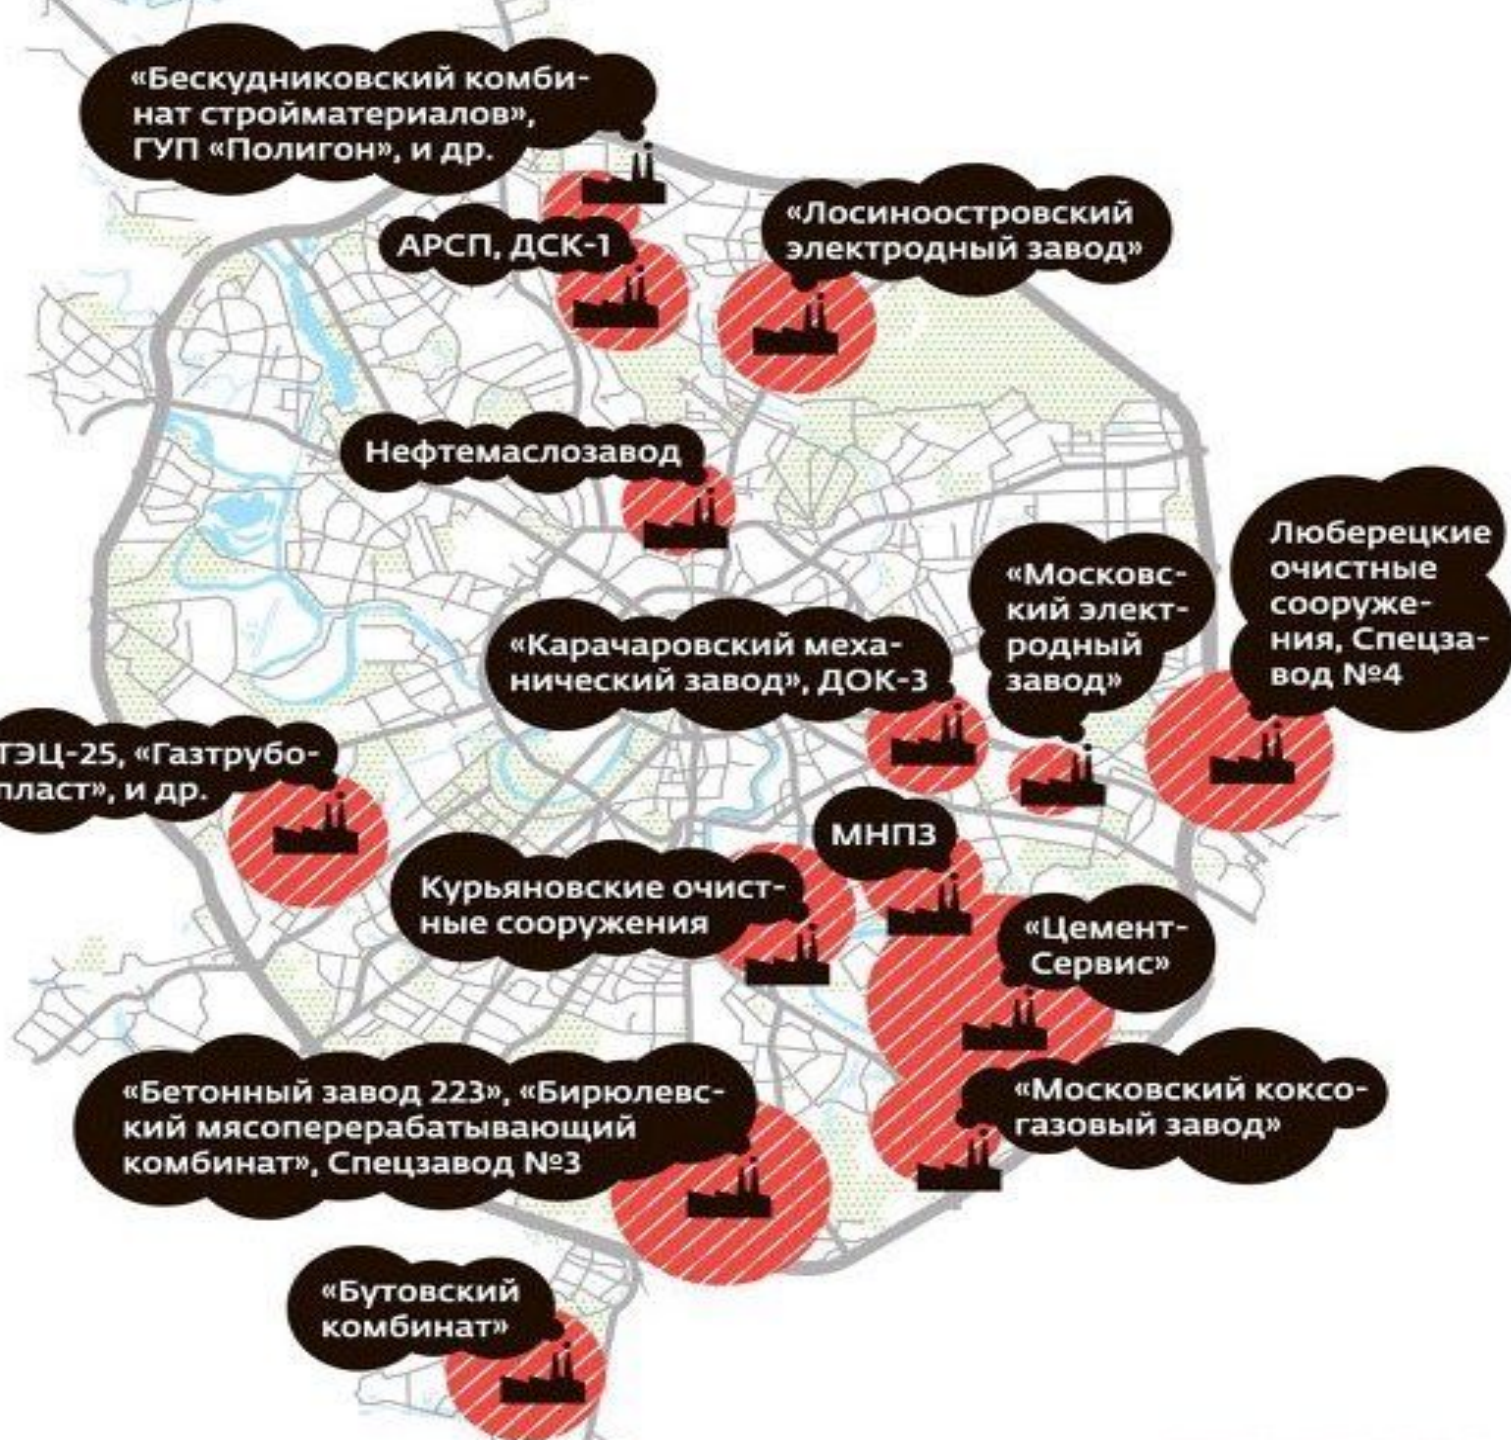 «Бескудниковский комби-
нат стройматериалов»,
ГУП «Полигон», и др.
«Лосиноостровский
электродный завод»
АРСП, ДСК-1
Нефтемаслозавод
Люберецкие
очистные
сооруже-
ния, Спецза-
вод №4
«Московс-
кий элект-
родный
завод»
«Карачаровский меха-
нический завод», ДОК-3
ТЭЦ-25, «Газтрубо-
пласт», и др.
МНПЗ
Курьяновские очист-
ные сооружения
«Цемент-
Сервис»
«Бетонный завод 223», «Бирюлевс-
кий мясоперерабатывающий
комбинат», Спецзавод №3
«Московский коксо-
газовый завод»
«Бутовский
комбинат»